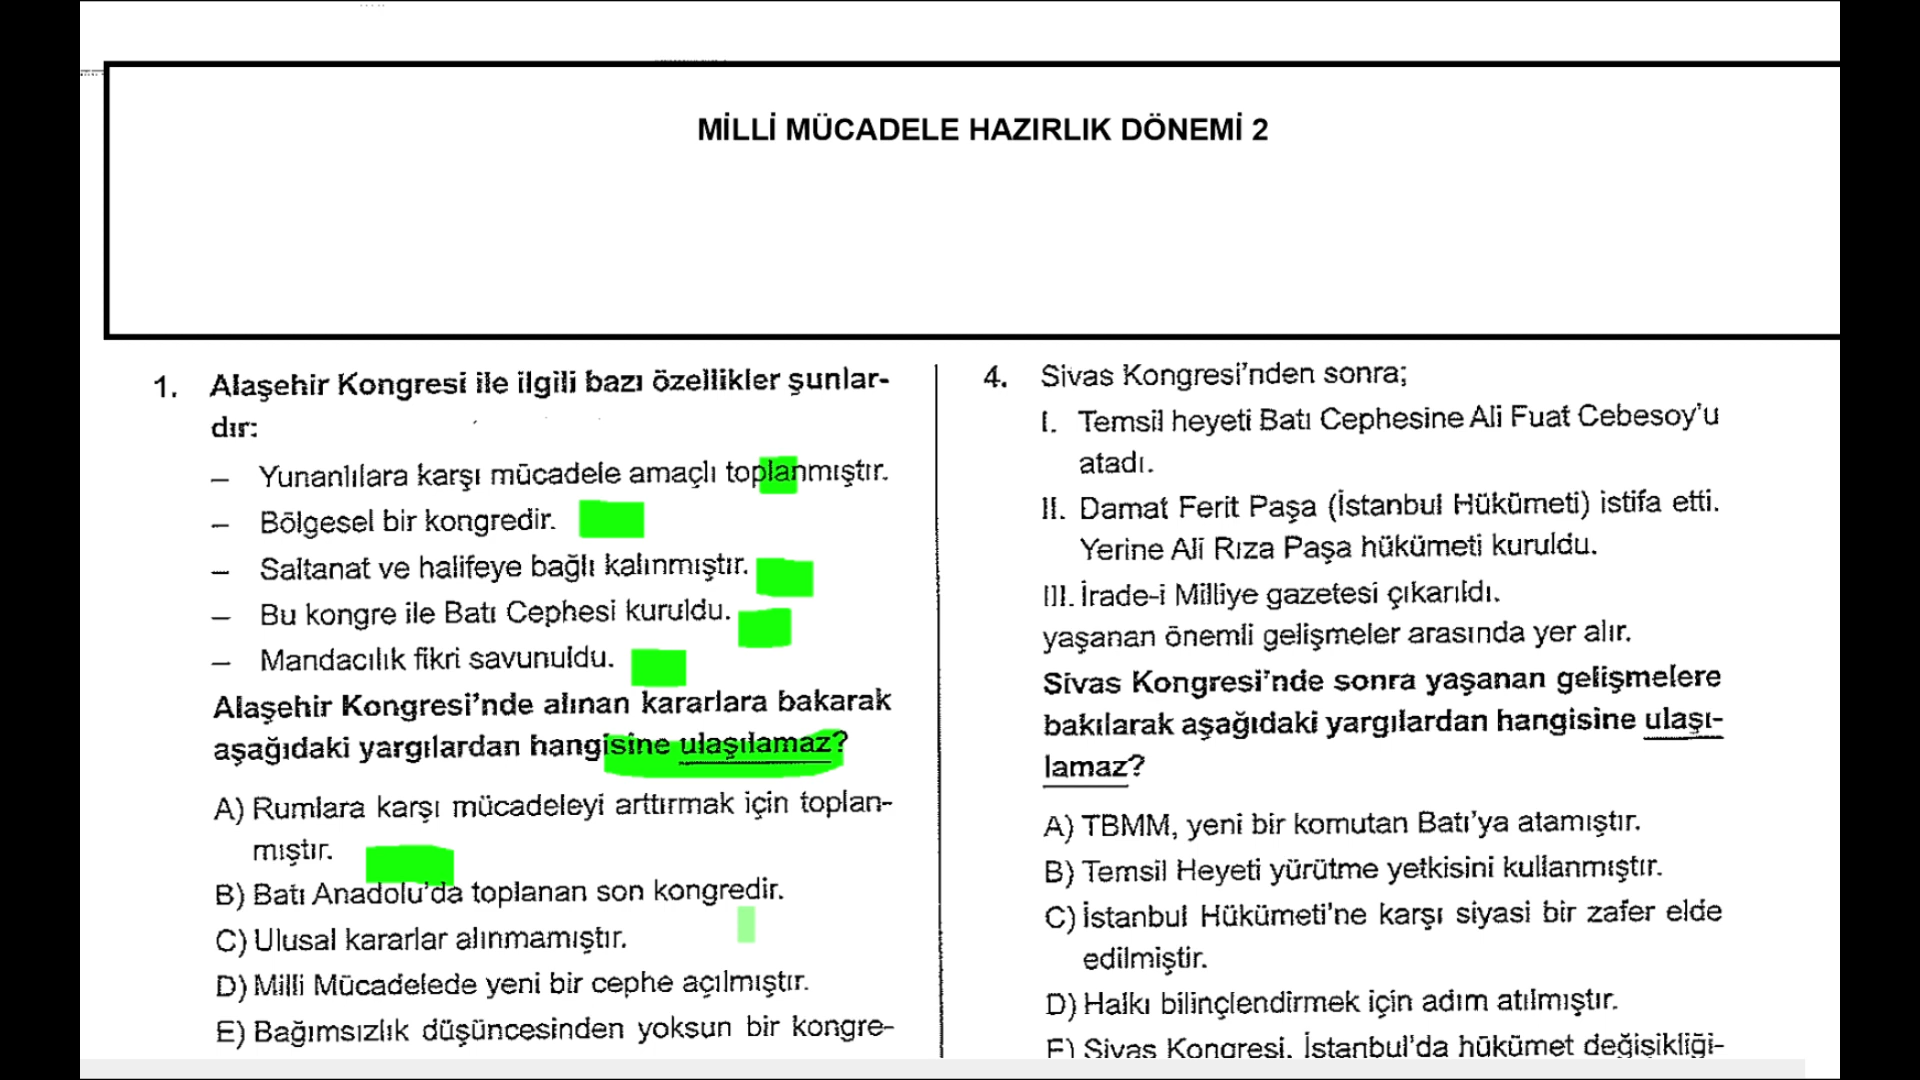 MİLLİ MÜCADELE HAZIRLIK DÖNEMİ 2
1. Alaşehir Kongresi ile ilgili bazı özellikler şunlar-
dır:
– Yunanlılara karşı mücadele amaçlı toplanmıştır.
– Bölgesel bir kongredir.
– Saltanat ve halifeye bağlı kalınmıştır.
– Bu kongre ile Batı Cephesi kuruldu.
– Mandacılık fikri savunuldu.
Alaşehir Kongresi'nde alınan kararlara bakarak
aşağıdaki yargılardan hangisine ulaşılamaz?
A) Rumlara karşı mücadeleyi arttırmak için toplan-
mıştır.
B) Batı Anadolu'da toplanan son kongredir.
C) Ulusal kararlar alınmamıştır.
D) Milli Mücadelede yeni bir cephe açılmıştır.
E) Bağımsızlık düşüncesinden yoksun bir kongre-
4. Sivas Kongresi'nden sonra;
I. Temsil heyeti Batı Cephesine Ali Fuat Cebesoy'u
atadı.
II. Damat Ferit Paşa (İstanbul Hükümeti) istifa etti.
Yerine Ali Rıza Paşa hükümeti kuruldu.
III. İrade-i Milliye gazetesi çıkarıldı.
yaşanan önemli gelişmeler arasında yer alır.
Sivas Kongresi'nde sonra yaşanan gelişmelere
bakılarak aşağıdaki yargılardan hangisine ulaşı-
lamaz?
A) TBMM, yeni bir komutan Batı'ya atamıştır.
B) Temsil Heyeti yürütme yetkisini kullanmıştır.
C) İstanbul Hükümeti'ne karşı siyasi bir zafer elde
edilmiştir.
D) Halkı bilinçlendirmek için adım atılmıştır.
E) Sivas Kongresi, İstanbul'da hükümet değişikliği-